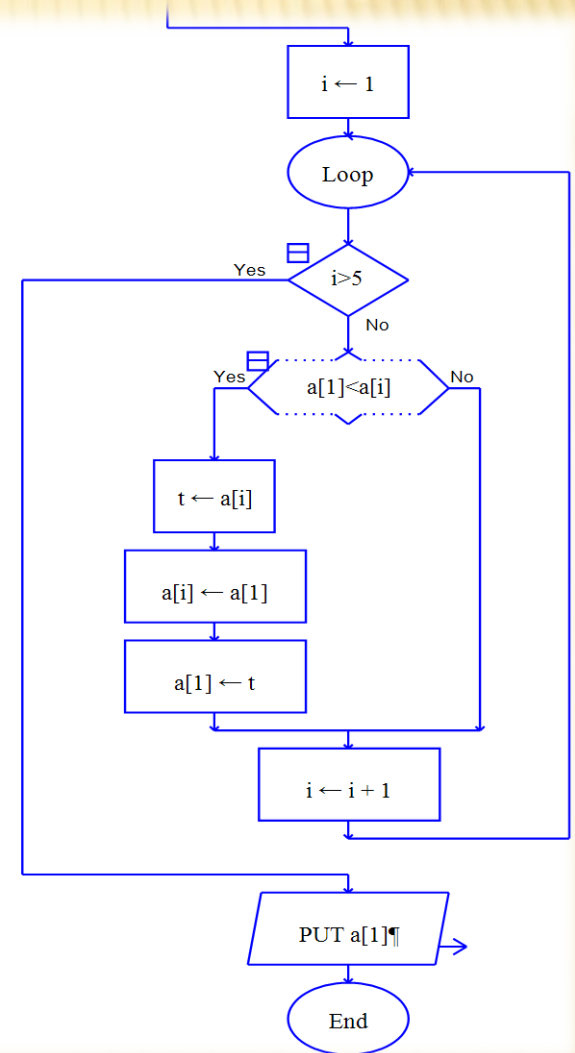 i ← 1
Loop
Yes
i>5
No
Yes
a[1]<a[i]
No
t ← a[i]
a[i] ← a[1]
a[1] ← t
i ← i + 1
PUT a[1]¶
End